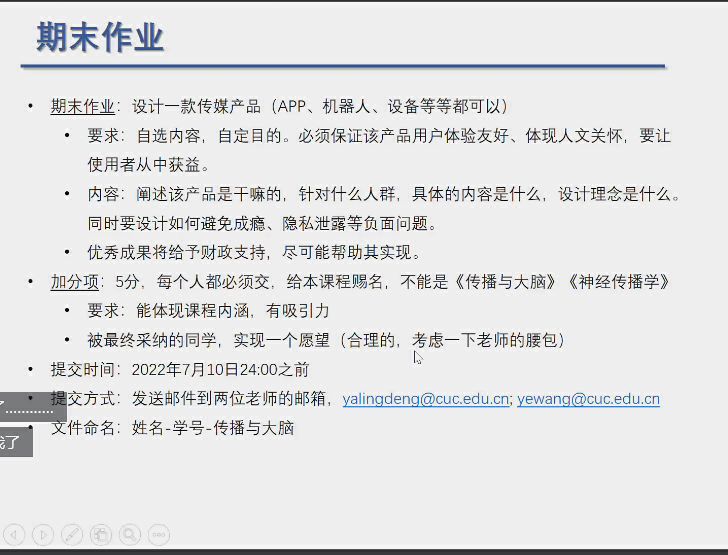 期末作业
• 期末作业：设计一款传媒产品（APP、机器人、设备等等都可以）
• 要求：自选内容，自定目的。必须保证该产品用户体验友好、体现人文关怀，要让
使用者从中获益。
• 内容：阐述该产品是干嘛的，针对什么人群，具体的内容是什么，设计理念是什么。
同时要设计如何避免成瘾、隐私泄露等负面问题。
• 优秀成果将给予财政支持，尽可能帮助其实现。
• 加分项：5分，每个人都必须交，给本课程赐名，不能是《传播与大脑》《神经传播学》
• 要求：能体现课程内涵，有吸引力
• 被最终采纳的同学，实现一个愿望（合理的，考虑一下老师的腰包）
• 提交时间：2022年7月10日24:00之前
• 提交方式：发送邮件到两位老师的邮箱，yalingdeng@cuc.edu.cn; yewang@cuc.edu.cn
• 文件命名：姓名-学号-传播与大脑
了…………
我了